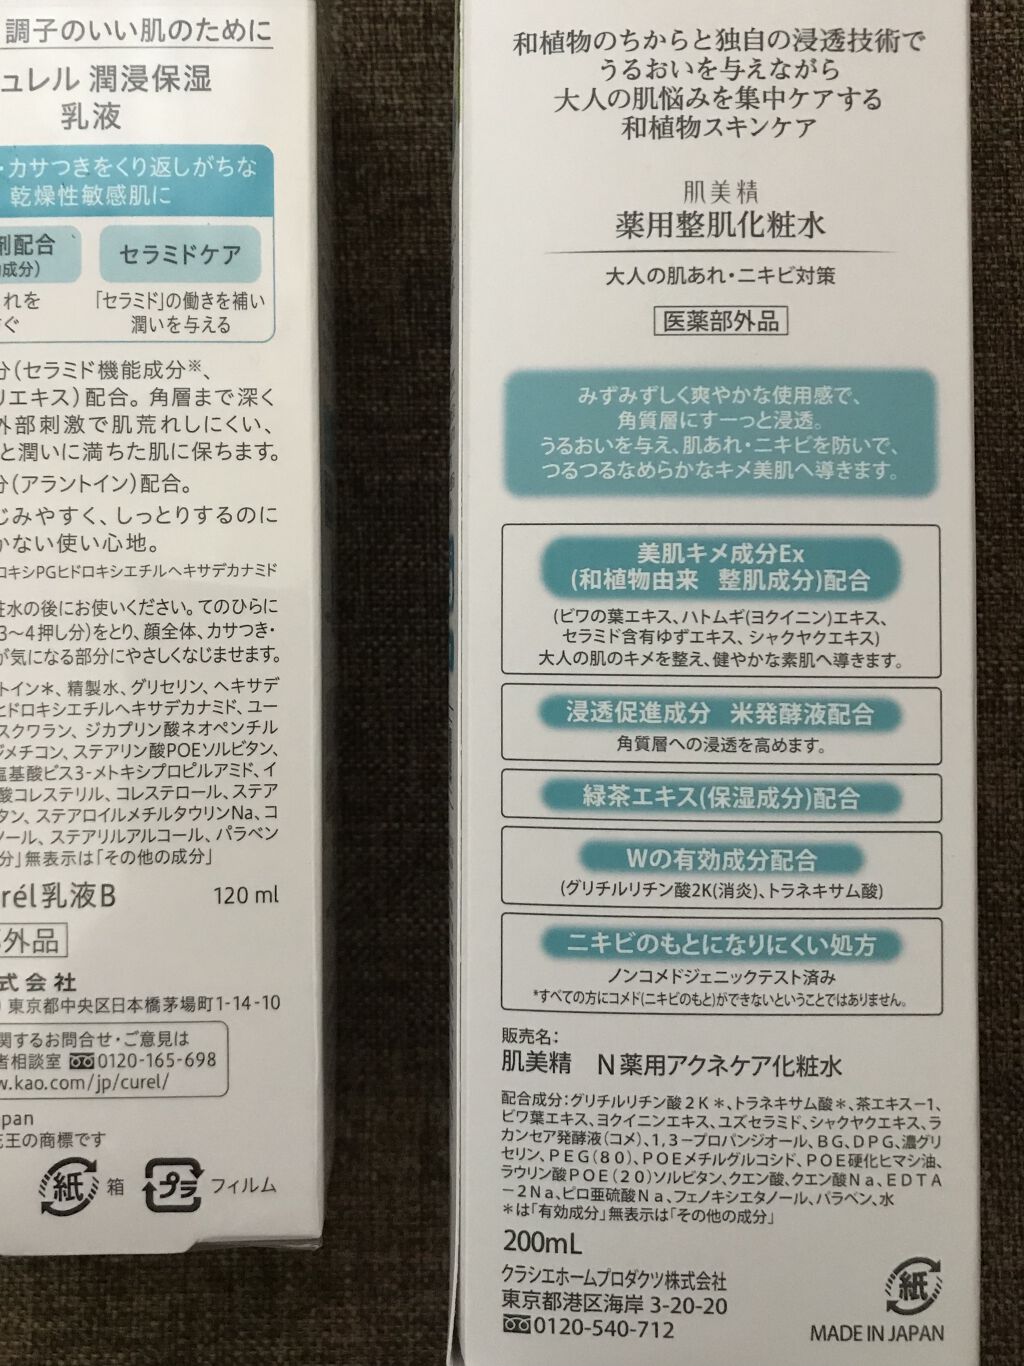 調子のいい肌のために
ュレル 潤浸保湿
乳液
・カサつきをくり返しがちな
乾燥性敏感肌に
剤配合
成分)
れを
ぐ
セラミドケア
「セラミド」の働きを補い
潤いを与える
分(セラミド機能成分※、
リエキス)配合。角層まで深く
外部刺激で肌荒れしにくい、
と潤いに満ちた肌に保ちます。
分(アラントイン)配合。
じみやすく、しっとりするのに
かない使い心地。
ロキシPGヒドロキシエチルヘキサデカナミド
粧水の後にお使いください。てのひらに
3〜4押し分)をとり、顔全体、カサつき・
が気になる部分にやさしくなじませます。
トイン＊、精製水、グリセリン、ヘキサデ
ヒドロキシエチルヘキサデカナミド、ユー
スクワラン、ジカプリン酸ネオペンチル
ジメチコン、ステアリン酸POEソルビタン、
塩基酸ビス3-メトキシプロピルアミド、イ
酸コレステリル、コレステロール、ステア
タン、ステアロイルメチルタウリンNa、コ
ノール、ステアリルアルコール、パラベン
分」無表示は「その他の成分」
rél乳液B 120 ml
外品
式会社
東京都中央区日本橋茅場町1-14-10
関するお問合せ・ご意見は
者相談室 0120-165-698
w.kao.com/jp/curel/
pan
花王の商標です
紙 箱 プラ フィルム
和植物のちからと独自の浸透技術で
うるおいを与えながら
大人の肌悩みを集中ケアする
和植物スキンケア
肌美精
薬用整肌化粧水
大人の肌あれ・ニキビ対策
医薬部外品
みずみずしく爽やかな使用感で、
角質層にすーっと浸透。
うるおいを与え、肌あれ・ニキビを防いで、
つるつるなめらかなキメ美肌へ導きます。
美肌キメ成分Ex
(和植物由来 整肌成分)配合
(ビワの葉エキス、ハトムギ(ヨクイニン)エキス、
セラミド含有ゆずエキス、シャクヤクエキス)
大人の肌のキメを整え、健やかな素肌へ導きます。
浸透促進成分 米発酵液配合
角質層への浸透を高めます。
緑茶エキス(保湿成分)配合
Wの有効成分配合
(グリチルリチン酸2K(消炎)、トラネキサム酸)
ニキビのもとになりにくい処方
ノンコメドジェニックテスト済み
*すべての方にコメド(ニキビのもと)ができないということではありません。
販売名：
肌美精 N薬用アクネケア化粧水
配合成分：グリチルリチン酸２Ｋ＊、トラネキサム酸＊、茶エキス－1、
ビワ葉エキス、ヨクイニンエキス、ユズセラミド、シャクヤクエキス、ラ
カンセア発酵液（コメ）、1，3－プロパンジオール、ＢＧ、ＤＰＧ、濃グリ
セリン、ＰＥＧ（８０）、ＰＯＥメチルグルコシド、ＰＯＥ硬化ヒマシ油、
ラウリン酸ＰＯＥ（２０）ソルビタン、クエン酸、クエン酸Ｎａ、ＥＤＴＡ
－２Ｎａ、ピロ亜硫酸Ｎａ、フェノキシエタノール、パラベン、水
＊は「有効成分」無表示は「その他の成分」
200mL
クラシエホームプロダクツ株式会社
東京都港区海岸 3-20-20
0120-540-712
紙
MADE IN JAPAN